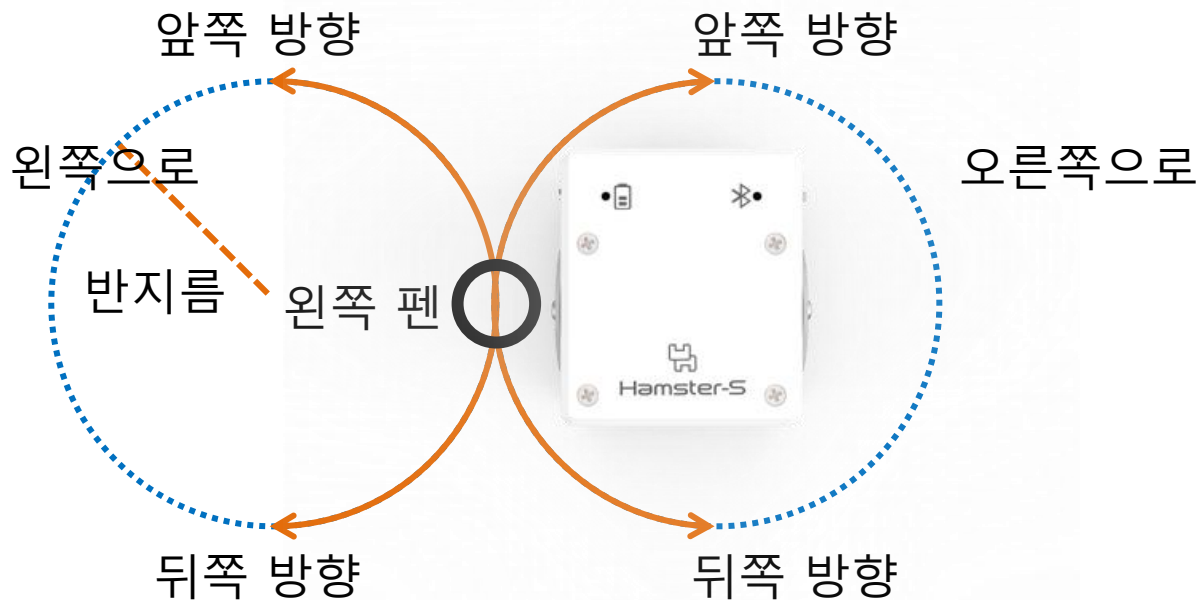 앞쪽 방향
앞쪽 방향
왼쪽으로
오른쪽으로
반지름
왼쪽 펜
Hamster-S
뒤쪽 방향
뒤쪽 방향